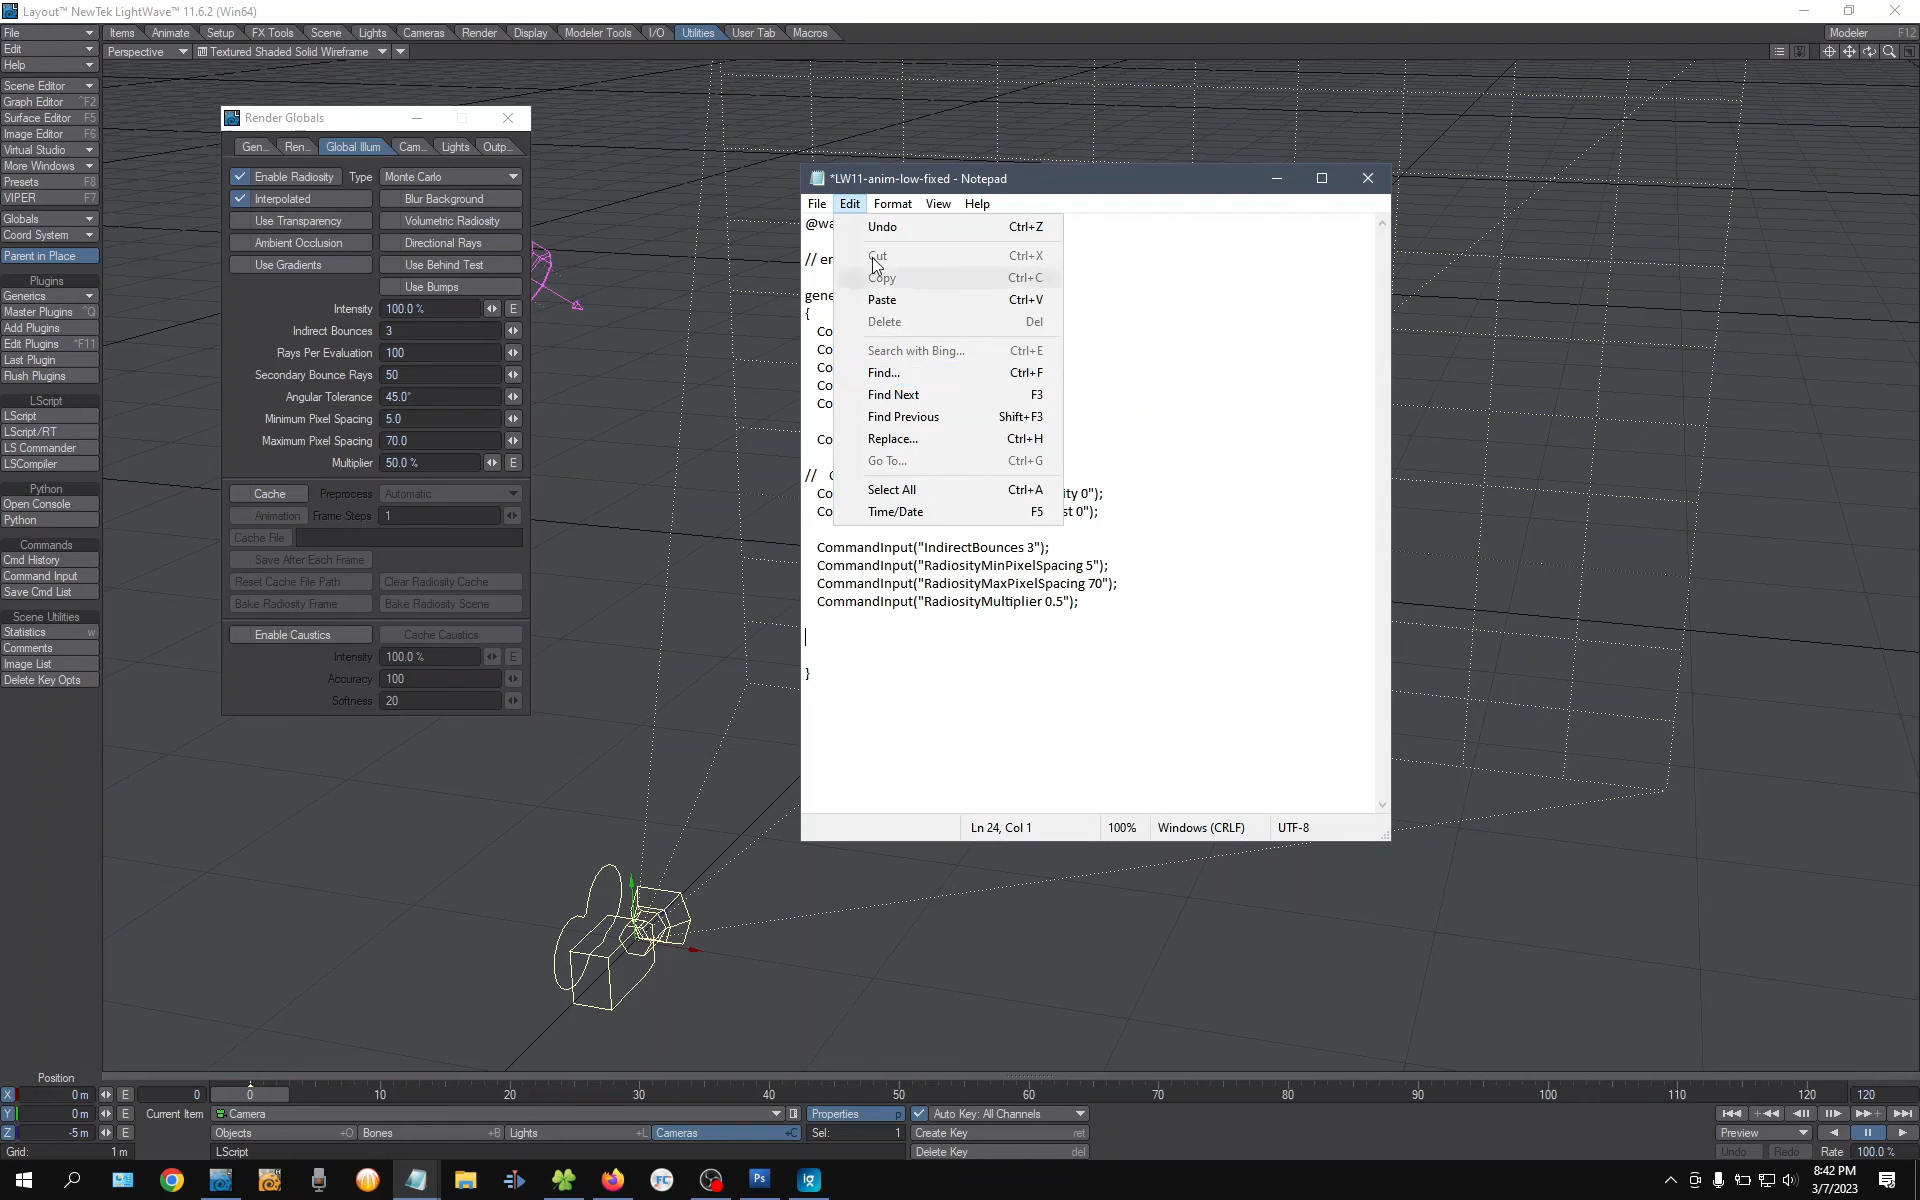 Layout™ NewTek LightWave™ 11.6.2 (Win64)
File Items Animate Setup FX Tools Scene Lights Cameras Render Display Modeler Tools I/O Utilities User Tab Macros Modeler F12
Edit Perspective Textured Shaded Solid Wireframe
Help
Scene Editor
Graph Editor ^F2
Surface Editor F5
Image Editor F6
Virtual Studio
More Windows
Presets F8
VIPER F7
Globals
Coord System
Parent in Place
Plugins
Generics
Master Plugins ^Q
Add Plugins
Edit Plugins ^F11
Last Plugin
Flush Plugins
LScript
LScript
LScript/RT
LS Commander
LSCompiler
Python
Open Console
Python
Commands
Cmd History
Command Input
Save Cmd List
Scene Utilities
Statistics w
Comments
Image List
Delete Key Opts
Render Globals
Gen... Ren... Global Illum Cam... Lights Outp...
Enable Radiosity Type Monte Carlo
Interpolated Blur Background
Use Transparency Volumetric Radiosity
Ambient Occlusion Directional Rays
Use Gradients Use Behind Test
Use Bumps
Intensity 100.0 % E
Indirect Bounces 3
Rays Per Evaluation 100
Secondary Bounce Rays 50
Angular Tolerance 45.0°
Minimum Pixel Spacing 5.0
Maximum Pixel Spacing 70.0
Multiplier 50.0 % E
Cache Preprocess Automatic
Animation Frame Steps 1
Cache File
Save After Each Frame
Reset Cache File Path Clear Radiosity Cache
Bake Radiosity Frame Bake Radiosity Scene
Enable Caustics Cache Caustics
Intensity 100.0 % E
Accuracy 100
Softness 20
*LW11-anim-low-fixed - Notepad
File Edit Format View Help
@wa
// er
gene
{
Co
Co
Co
Co
Co
Co
//
Co ity 0");
Co st 0");
CommandInput("IndirectBounces 3");
CommandInput("RadiosityMinPixelSpacing 5");
CommandInput("RadiosityMaxPixelSpacing 70");
CommandInput("RadiosityMultiplier 0.5");
}
Undo Ctrl+Z
Cut Ctrl+X
Copy Ctrl+C
Paste Ctrl+V
Delete Del
Search with Bing... Ctrl+E
Find... Ctrl+F
Find Next F3
Find Previous Shift+F3
Replace... Ctrl+H
Go To... Ctrl+G
Select All Ctrl+A
Time/Date F5
Ln 24, Col 1 100% Windows (CRLF) UTF-8
Position
X 0 m E 0 0 10 20 30 40 50 60 70 80 90 100 110 120 120
Y 0 m E Current Item Camera Properties p Auto Key: All Channels
Z -5 m E Objects +O Bones +B Lights +L Cameras +C Sel: 1 Create Key ret Preview
Grid: 1 m LScript Delete Key del Undo Redo Rate 100.0 %
Ps FC Ig
8:42 PM
3/7/2023